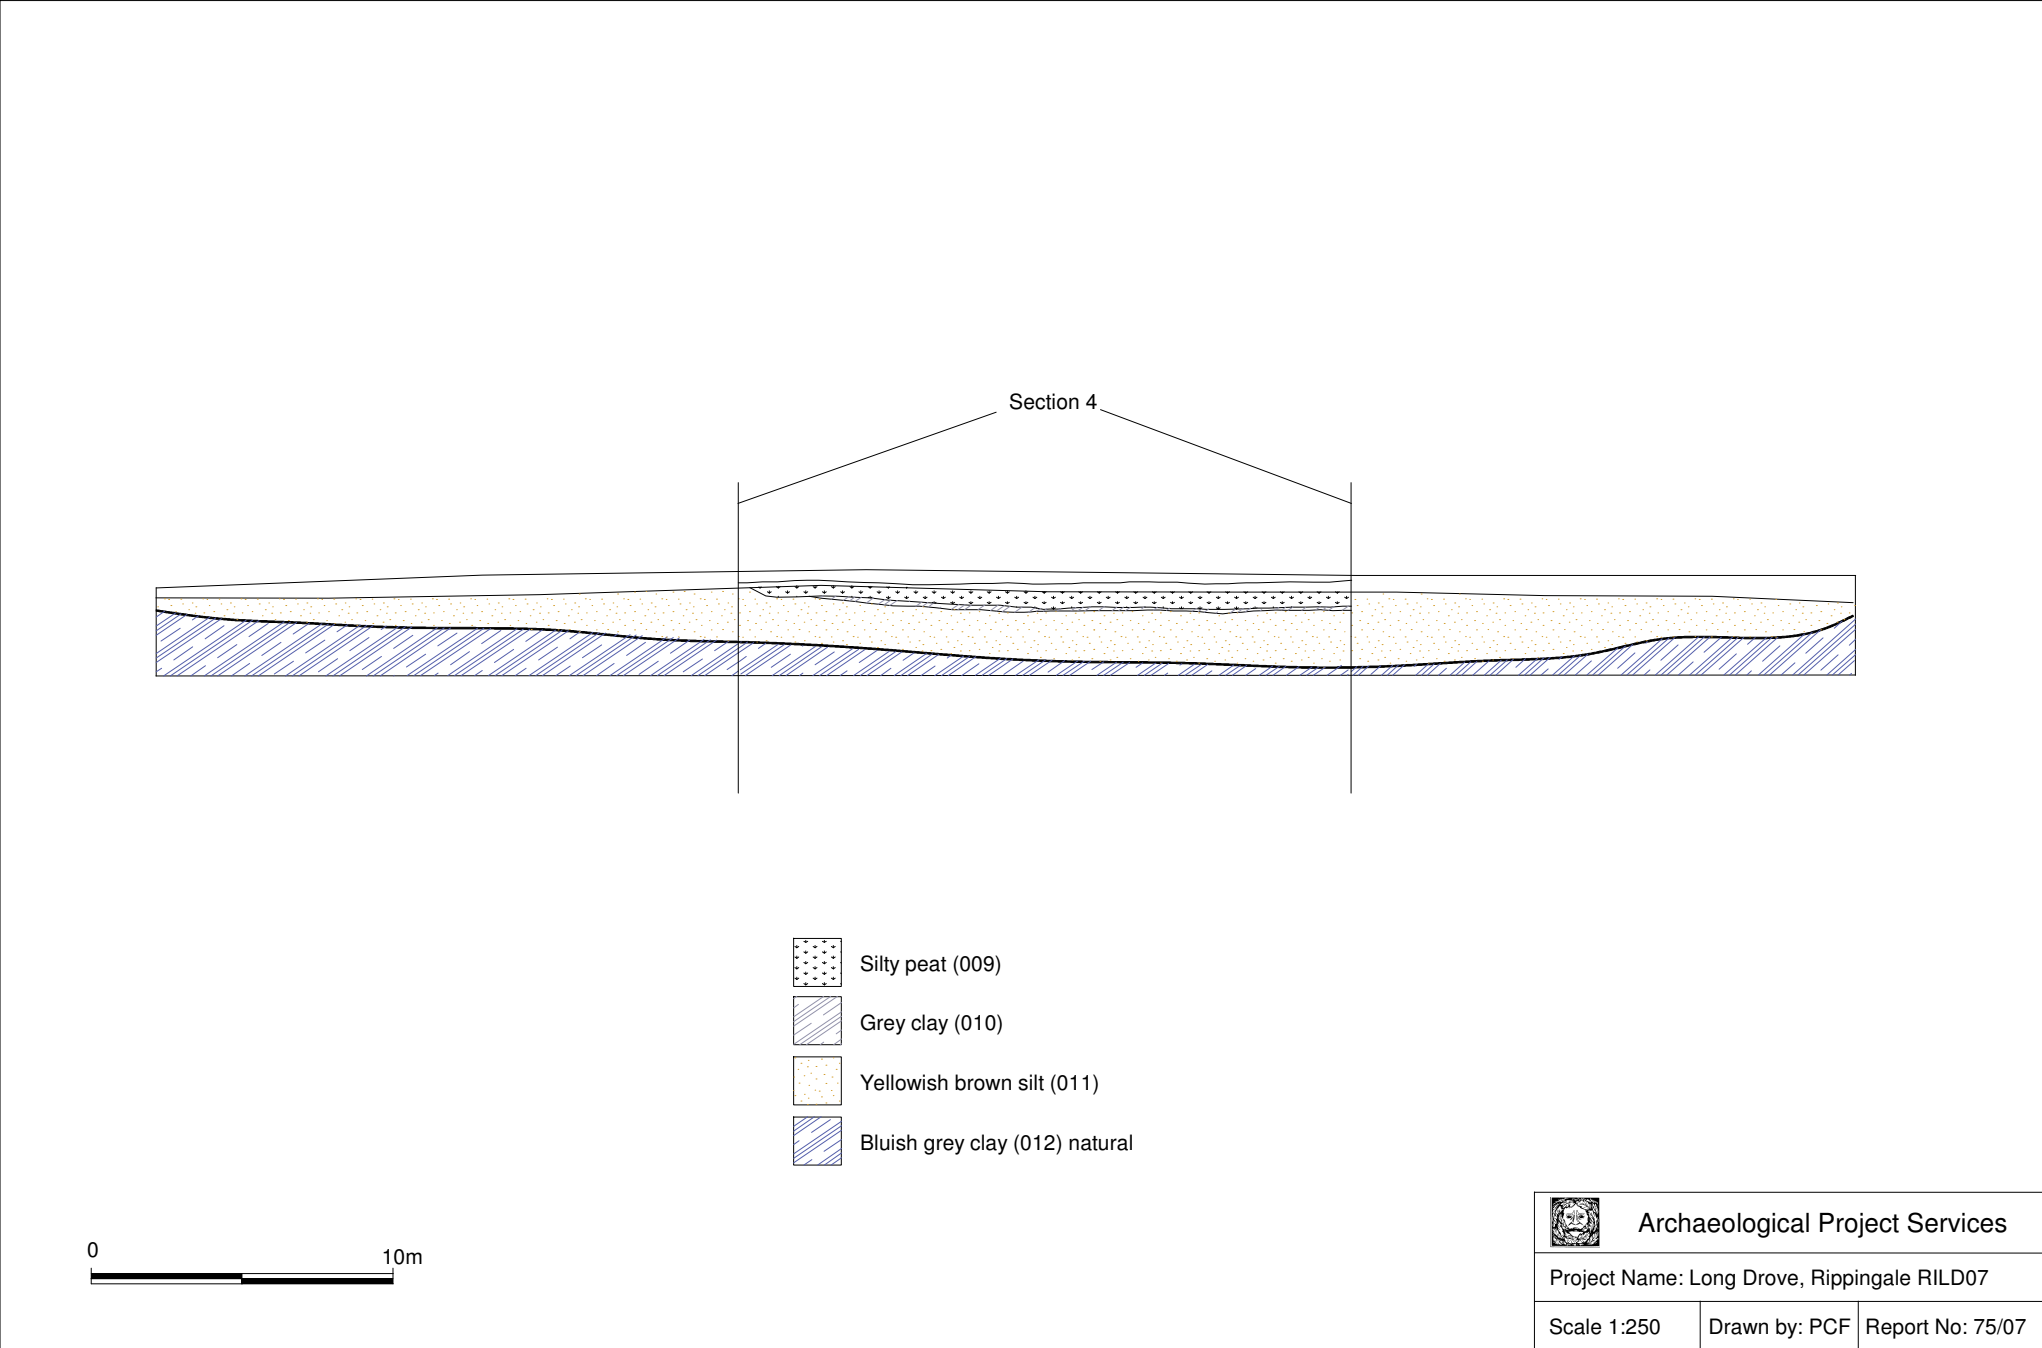 Section 4
Silty peat (009)
Grey clay (010)
Yellowish brown silt (011)
Bluish grey clay (012) natural
0
10m
Archaeological Project Services
Project Name: Long Drove, Rippingale RILD07
Scale 1:250
Drawn by: PCF
Report No: 75/07